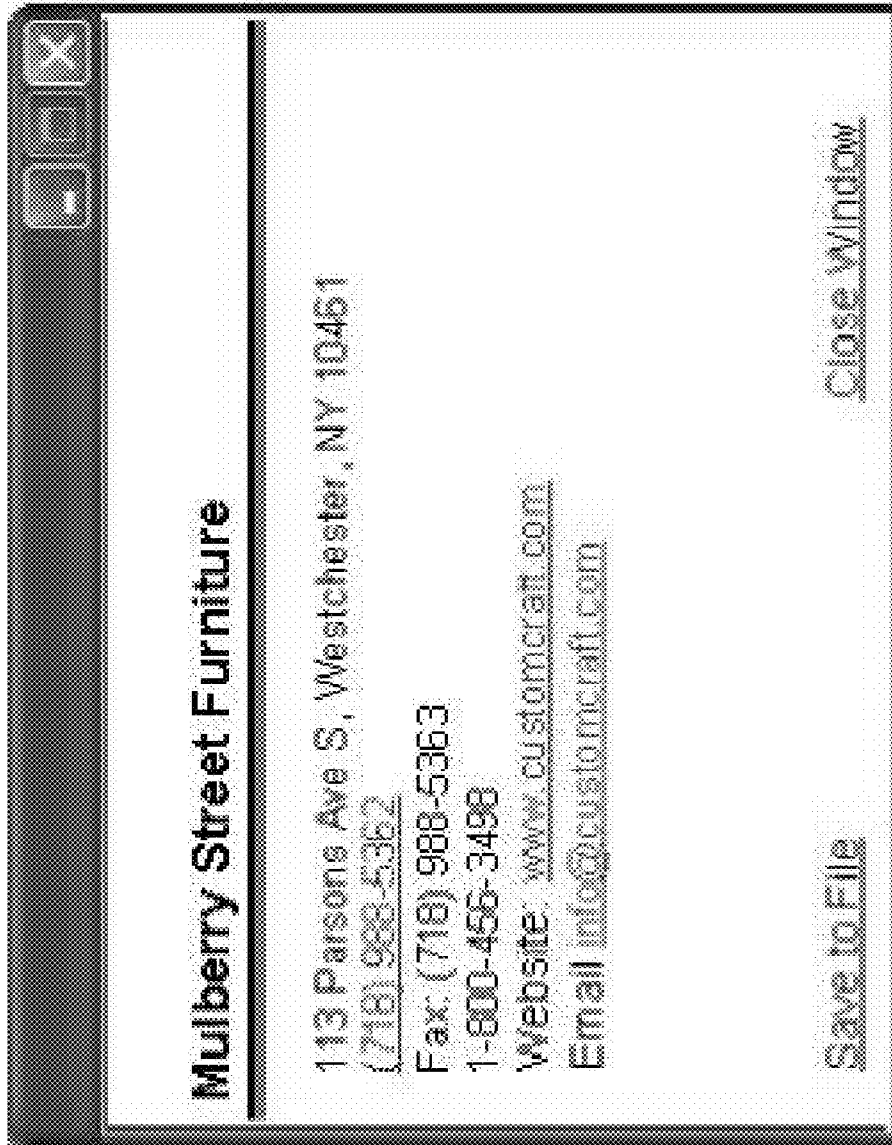 Mulberry Street Furniture
113 Parsons Ave S, Westchester, NY 10461
(718) 988-5362
Fax: (718) 988-5363
1-800-456-3498
Website: www.customcraft.com
Email info@customcraft.com
Save to File
Close Window